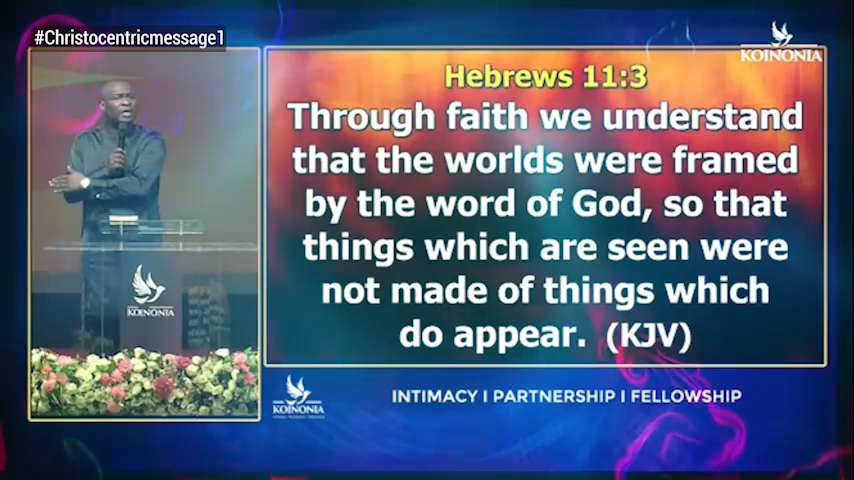 #Christocentricmessage1
KOINONIA
Hebrews 11:3
Through faith we understand
that the worlds were framed
by the word of God, so that
things which are seen were
not made of things which
do appear. (KJV)
KOINONIA
KOINONIA
INTIMACY I PARTNERSHIP I FELLOWSHIP